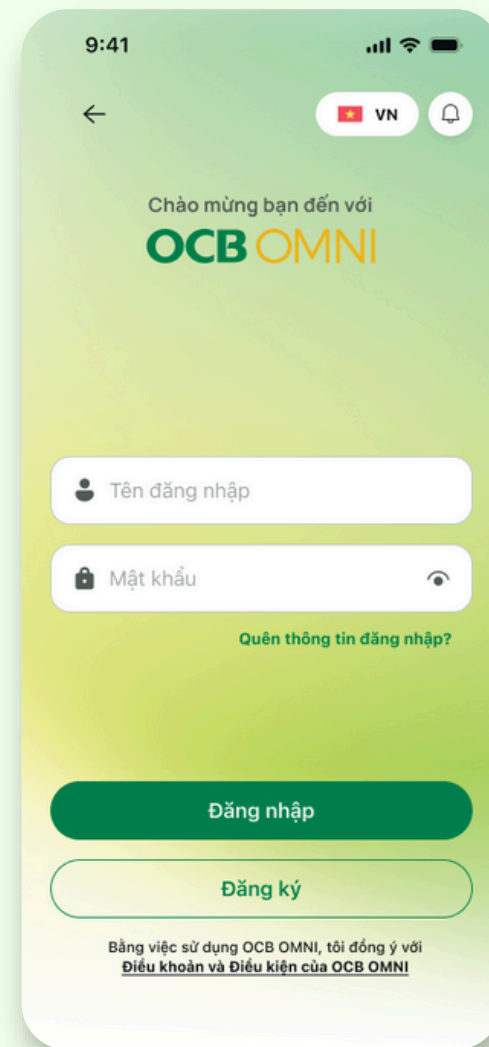 9:41
VN
Chào mừng bạn đến với
OCB OMNI
Tên đăng nhập
Mật khẩu
Quên thông tin đăng nhập?
Đăng nhập
Đăng ký
Bằng việc sử dụng OCB OMNI, tôi đồng ý với
Điều khoản và Điều kiện của OCB OMNI